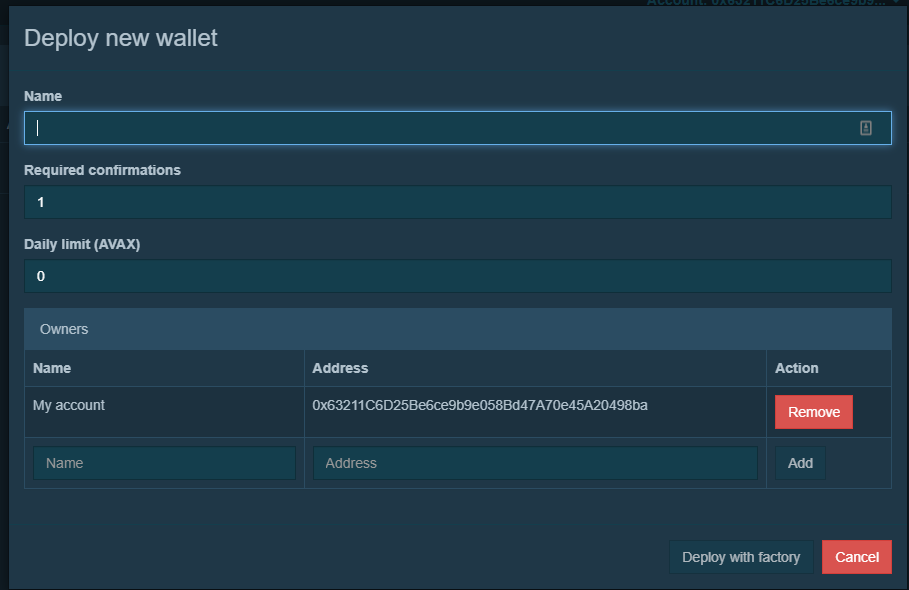 Account: 0x63211C6D25Be6ce9b9...
Deploy new wallet
Name
Required confirmations
1
Daily limit (AVAX)
0
Owners
Name Address Action
My account 0x63211C6D25Be6ce9b9e058Bd47A70e45A20498ba Remove
Name Address Add
Deploy with factory Cancel